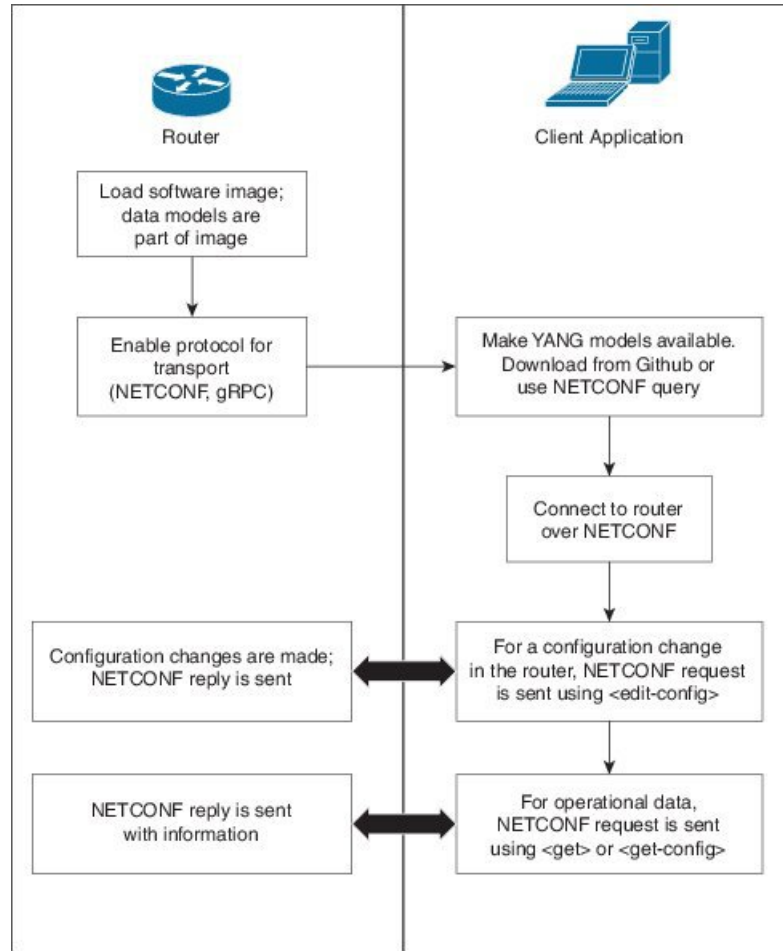 Router
Client Application
Load software image;
data models are
part of image
Enable protocol for
transport
(NETCONF, gRPC)
Make YANG models available.
Download from Github or
use NETCONF query
Connect to router
over NETCONF
Configuration changes are made;
NETCONF reply is sent
For a configuration change
in the router, NETCONF request
is sent using <edit-config>
NETCONF reply is sent
with information
For operational data,
NETCONF request is sent
using <get> or <get-config>